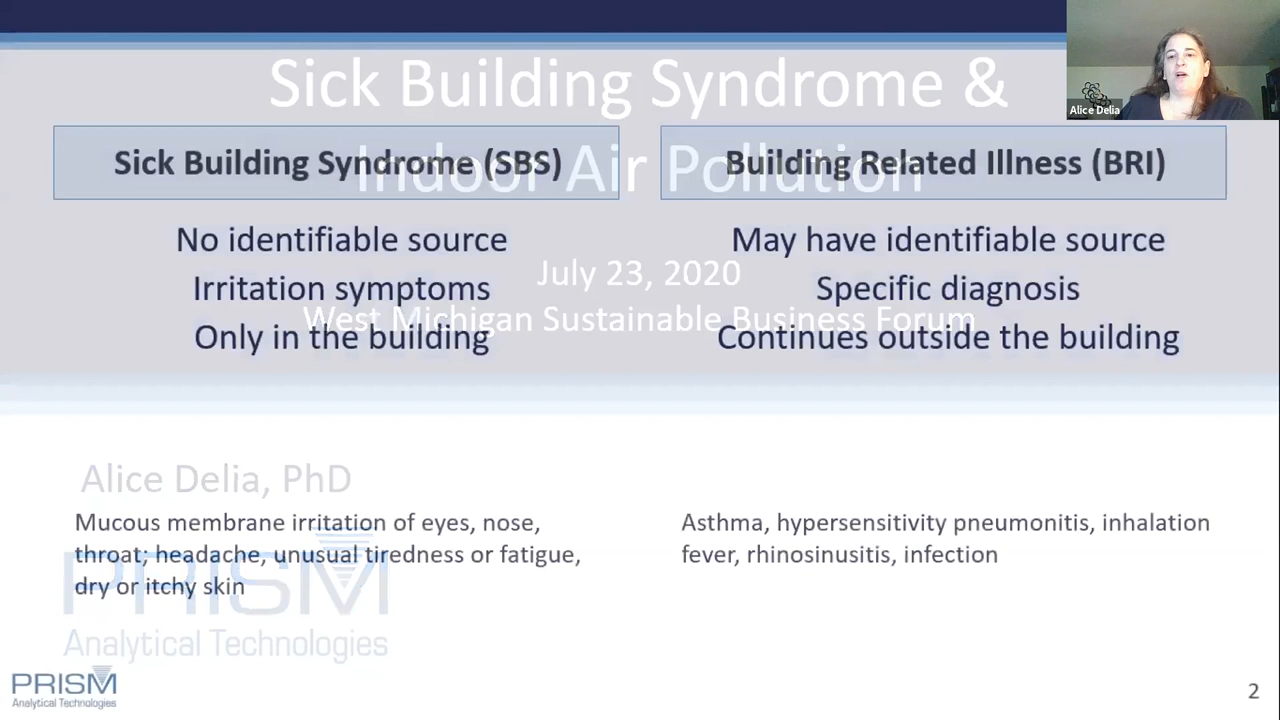 Sick Building Syndrome &
Indoor Air Pollution
Alice Delia
Sick Building Syndrome (SBS)
Building Related Illness (BRI)
No identifiable source
May have identifiable source
July 23, 2020
Irritation symptoms
Specific diagnosis
West Michigan Sustainable Business Forum
Only in the building
Continues outside the building
Alice Delia, PhD
Mucous membrane irritation of eyes, nose,
throat; headache, unusual tiredness or fatigue,
dry or itchy skin
Asthma, hypersensitivity pneumonitis, inhalation
fever, rhinosinusitis, infection
PRISM
Analytical Technologies
PRISM
Analytical Technologies
2